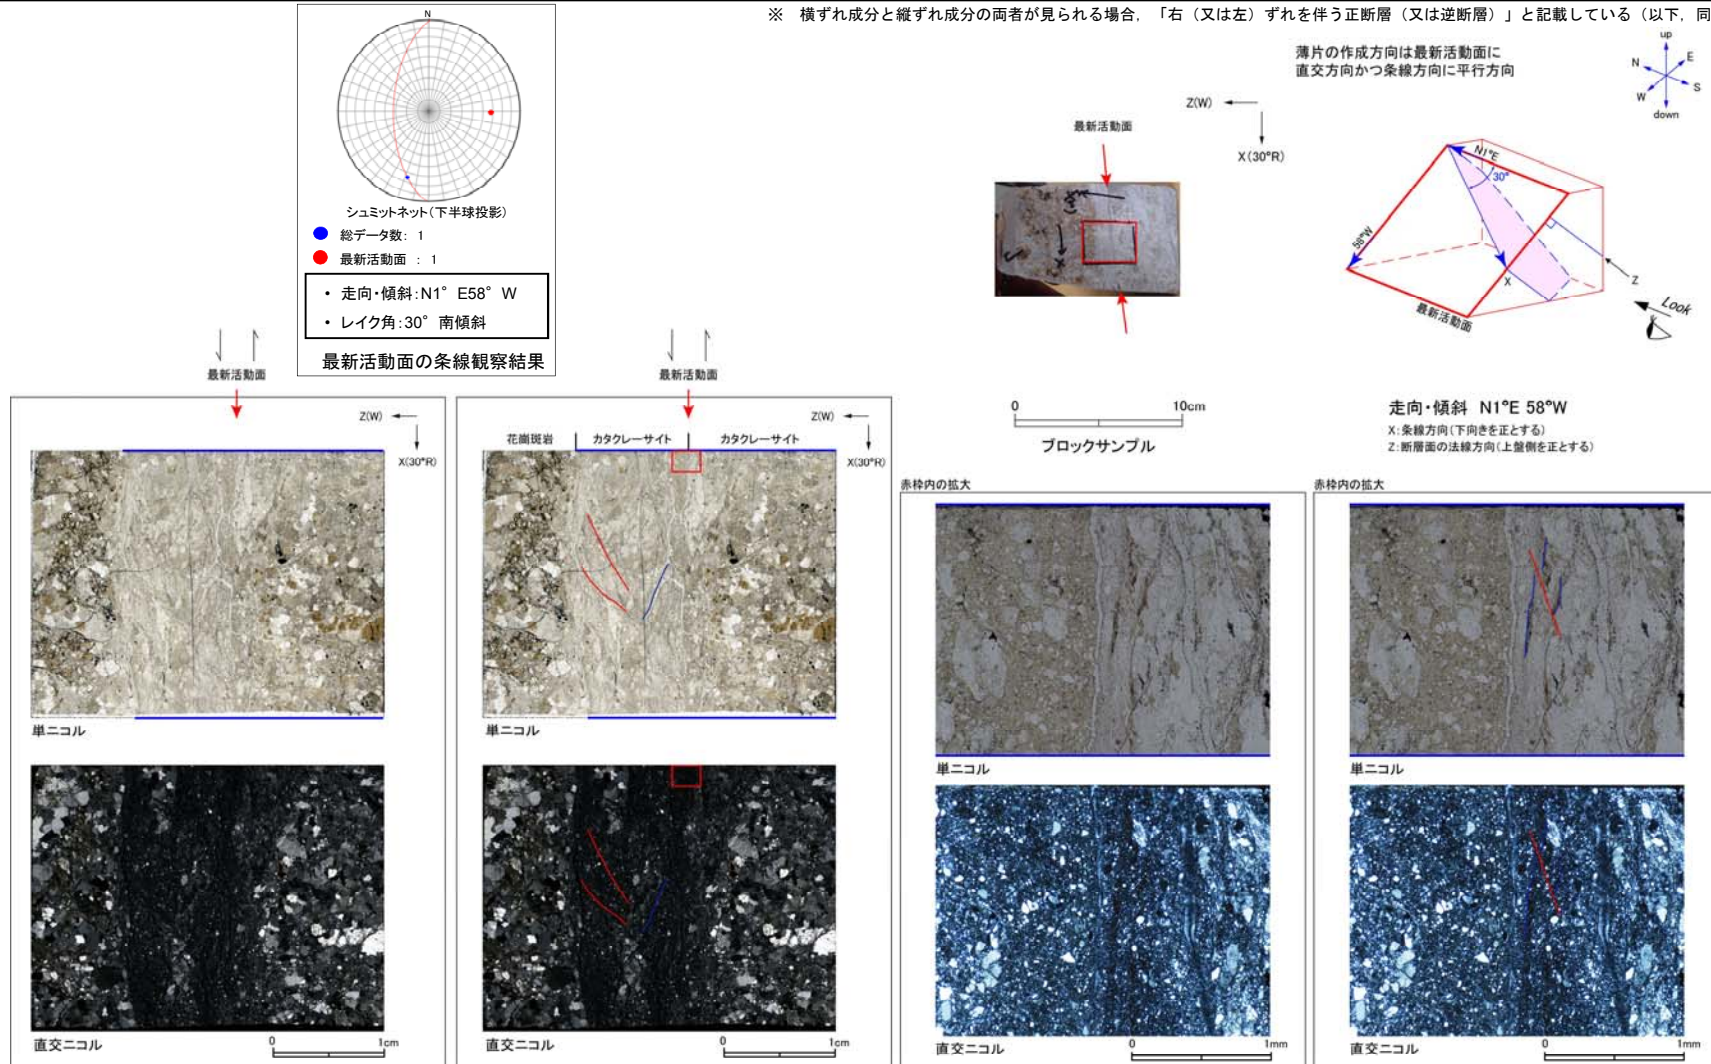 ※ 横ずれ成分と縦ずれ成分の両者が見られる場合，「右（又は左）ずれを伴う正断層（又は逆断層）」と記載している（以下，同
N
シュミットネット(下半球投影)
総データ数： 1
最新活動面 ： 1
・ 走向・傾斜:N1° E58° W
・ レイク角:30° 南傾斜
最新活動面の条線観察結果
薄片の作成方向は最新活動面に
直交方向かつ条線方向に平行方向
up
N
E
W
S
down
Z(W)
X(30°R)
最新活動面
N1°E
30°
58°W
X
Z
Look
最新活動面
0 10cm
ブロックサンプル
走向・傾斜 N1°E 58°W
X:条線方向(下向きを正とする)
Z:断層面の法線方向(上盤側を正とする)
最新活動面
Z(W)
X(30°R)
単ニコル
直交ニコル
0 1cm
最新活動面
Z(W)
X(30°R)
花崗斑岩 カタクレーサイト カタクレーサイト
単ニコル
直交ニコル
0 1cm
赤枠内の拡大
単ニコル
直交ニコル
0 1mm
赤枠内の拡大
単ニコル
直交ニコル
0 1mm